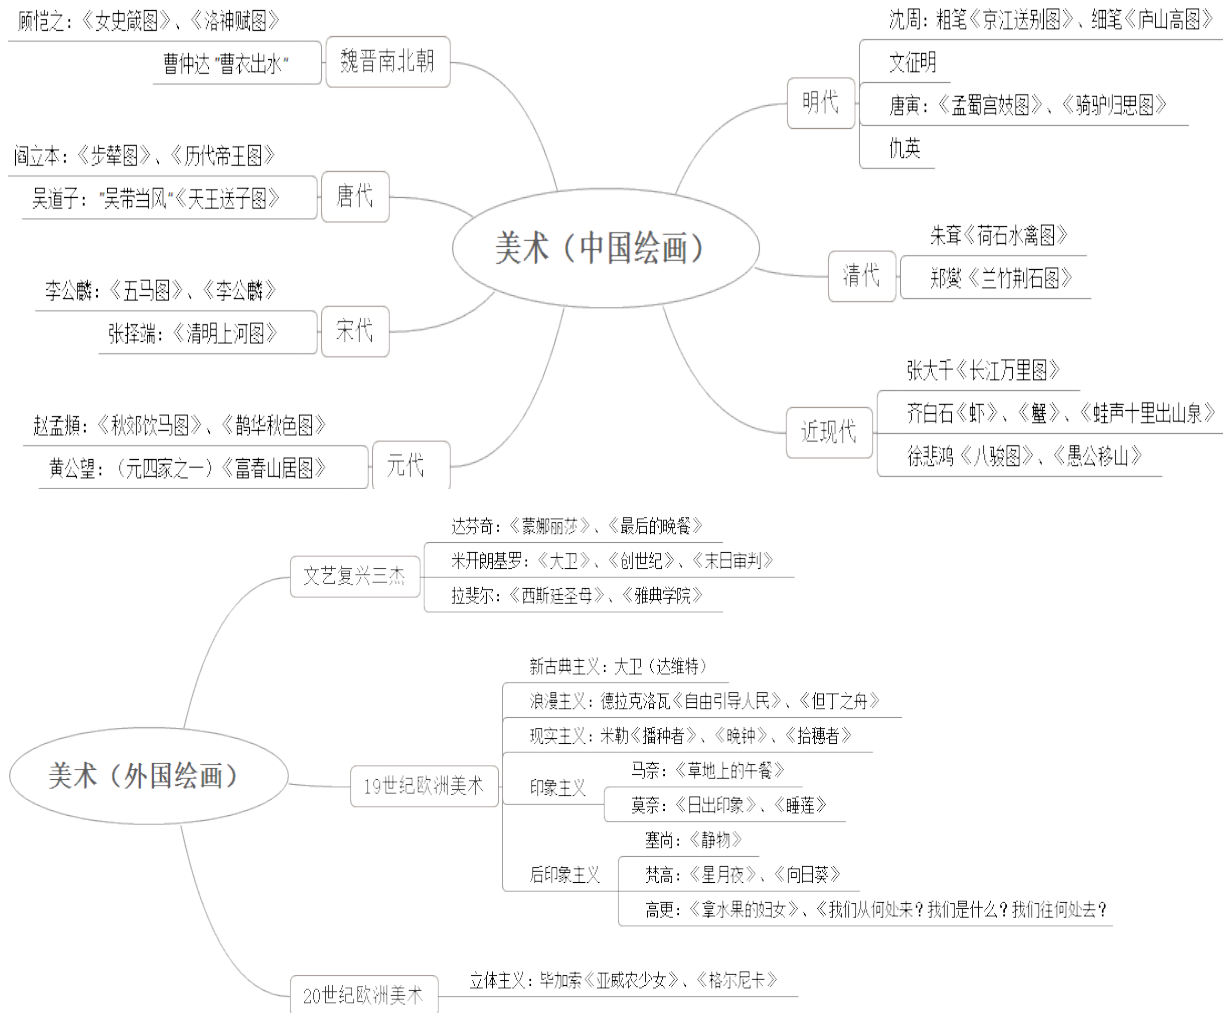 美术（中国绘画）
魏晋南北朝
顾恺之：《女史箴图》、《洛神赋图》
曹仲达 "曹衣出水"
唐代
阎立本：《步辇图》、《历代帝王图》
吴道子： "吴带当风"《天王送子图》
宋代
李公麟：《五马图》、《李公麟》
张择端：《清明上河图》
元代
赵孟頫：《秋郊饮马图》、《鹊华秋色图》
黄公望：（元四家之一）《富春山居图》
明代
沈周：粗笔《京江送别图》、细笔《庐山高图》
文征明
唐寅：《孟蜀宫妓图》、《骑驴归思图》
仇英
清代
朱耷《荷石水禽图》
郑燮《兰竹荆石图》
近现代
张大千《长江万里图》
齐白石《虾》、《蟹》、《蛙声十里出山泉》
徐悲鸿《八骏图》、《愚公移山》
美术（外国绘画）
文艺复兴三杰
达芬奇：《蒙娜丽莎》、《最后的晚餐》
米开朗基罗：《大卫》、《创世纪》、《末日审判》
拉斐尔：《西斯廷圣母》、《雅典学院》
19世纪欧洲美术
新古典主义：大卫（达维特）
浪漫主义：德拉克洛瓦《自由引导人民》、《但丁之舟》
现实主义：米勒《播种者》、《晚钟》、《拾穗者》
印象主义
马奈：《草地上的午餐》
莫奈：《日出印象》、《睡莲》
后印象主义
塞尚：《静物》
梵高：《星月夜》、《向日葵》
高更：《拿水果的妇女》、《我们从何处来？我们是什么？我们往何处去？
20世纪欧洲美术
立体主义：毕加索《亚威农少女》、《格尔尼卡》